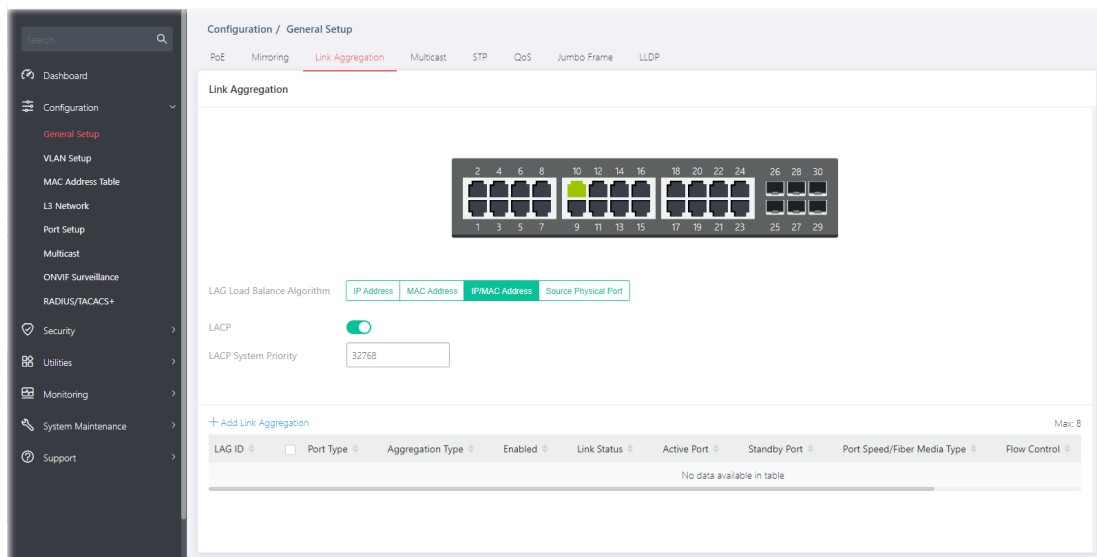 Search...
Dashboard
Configuration
General Setup
VLAN Setup
MAC Address Table
L3 Network
Port Setup
Multicast
ONVIF Surveillance
RADIUS/TACACS+
Security
Utilities
Monitoring
System Maintenance
Support
Configuration / General Setup
PoE Mirroring Link Aggregation Multicast STP QoS Jumbo Frame LLDP
Link Aggregation
2 4 6 8 10 12 14 16 18 20 22 24 26 28 30
1 3 5 7 9 11 13 15 17 19 21 23 25 27 29
LAG Load Balance Algorithm IP Address MAC Address IP/MAC Address Source Physical Port
LACP
LACP System Priority 32768
+ Add Link Aggregation Max: 8
LAG ID Port Type Aggregation Type Enabled Link Status Active Port Standby Port Port Speed/Fiber Media Type Flow Control
No data available in table